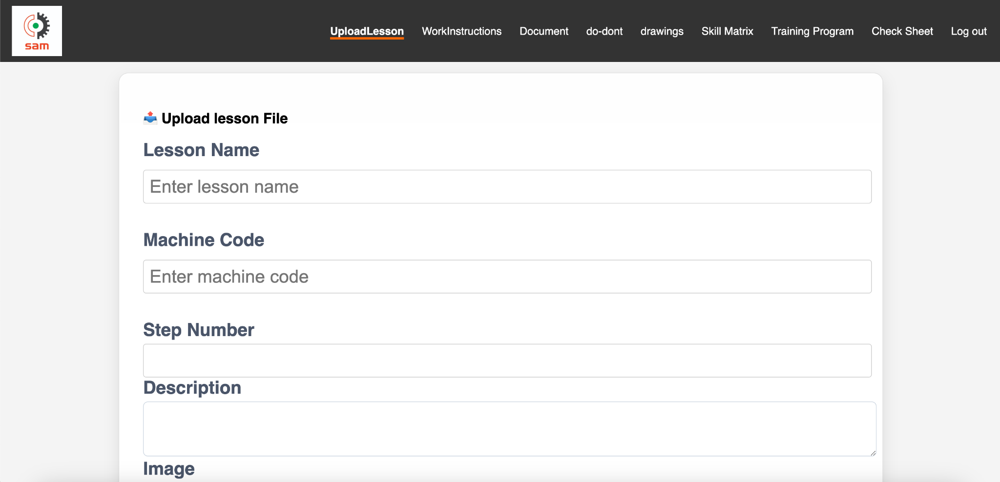 sam
UploadLesson WorkInstructions Document do-dont drawings Skill Matrix Training Program Check Sheet Log out
📤 Upload lesson File
Lesson Name
Enter lesson name
Machine Code
Enter machine code
Step Number
Description
Image